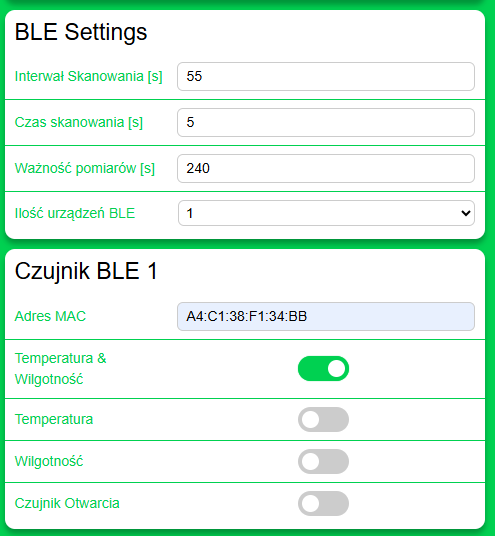 BLE Settings
Interwał Skanowania [s] 55
Czas skanowania [s] 5
Ważność pomiarów [s] 240
Ilość urządzeń BLE 1
Czujnik BLE 1
Adres MAC A4:C1:38:F1:34:BB
Temperatura &
Wilgotność
Temperatura
Wilgotność
Czujnik Otwarcia